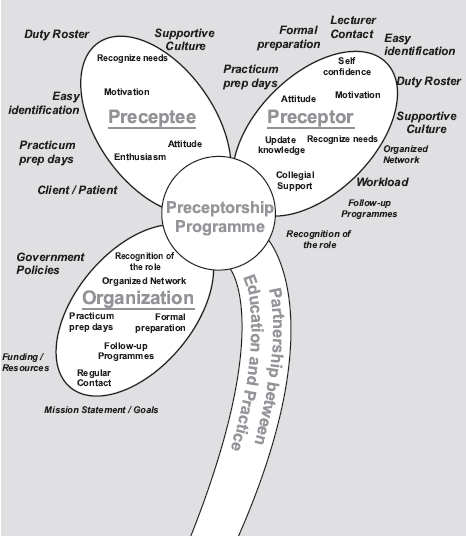 Duty Roster
Supportive
Culture
Recognize needs
Motivation
Easy
identification
Preceptee
Practicum
prep days
Attitude
Enthusiasm
Client / Patient
Formal
preparation
Lecturer
Contact
Easy
identification
Practicum
prep days
Self
confidence
Duty Roster
Attitude
Motivation
Preceptor
Supportive
Culture
Update
knowledge
Recognize needs
Organized
Network
Collegial
Support
Workload
Follow-up
Programmes
Recognition of
the role
Preceptorship
Programme
Government
Policies
Recognition of
the role
Organized Network
Organization
Practicum
prep days
Formal
preparation
Follow-up
Programmes
Funding /
Resources
Regular
Contact
Mission Statement / Goals
Partnership between
Education and Practice